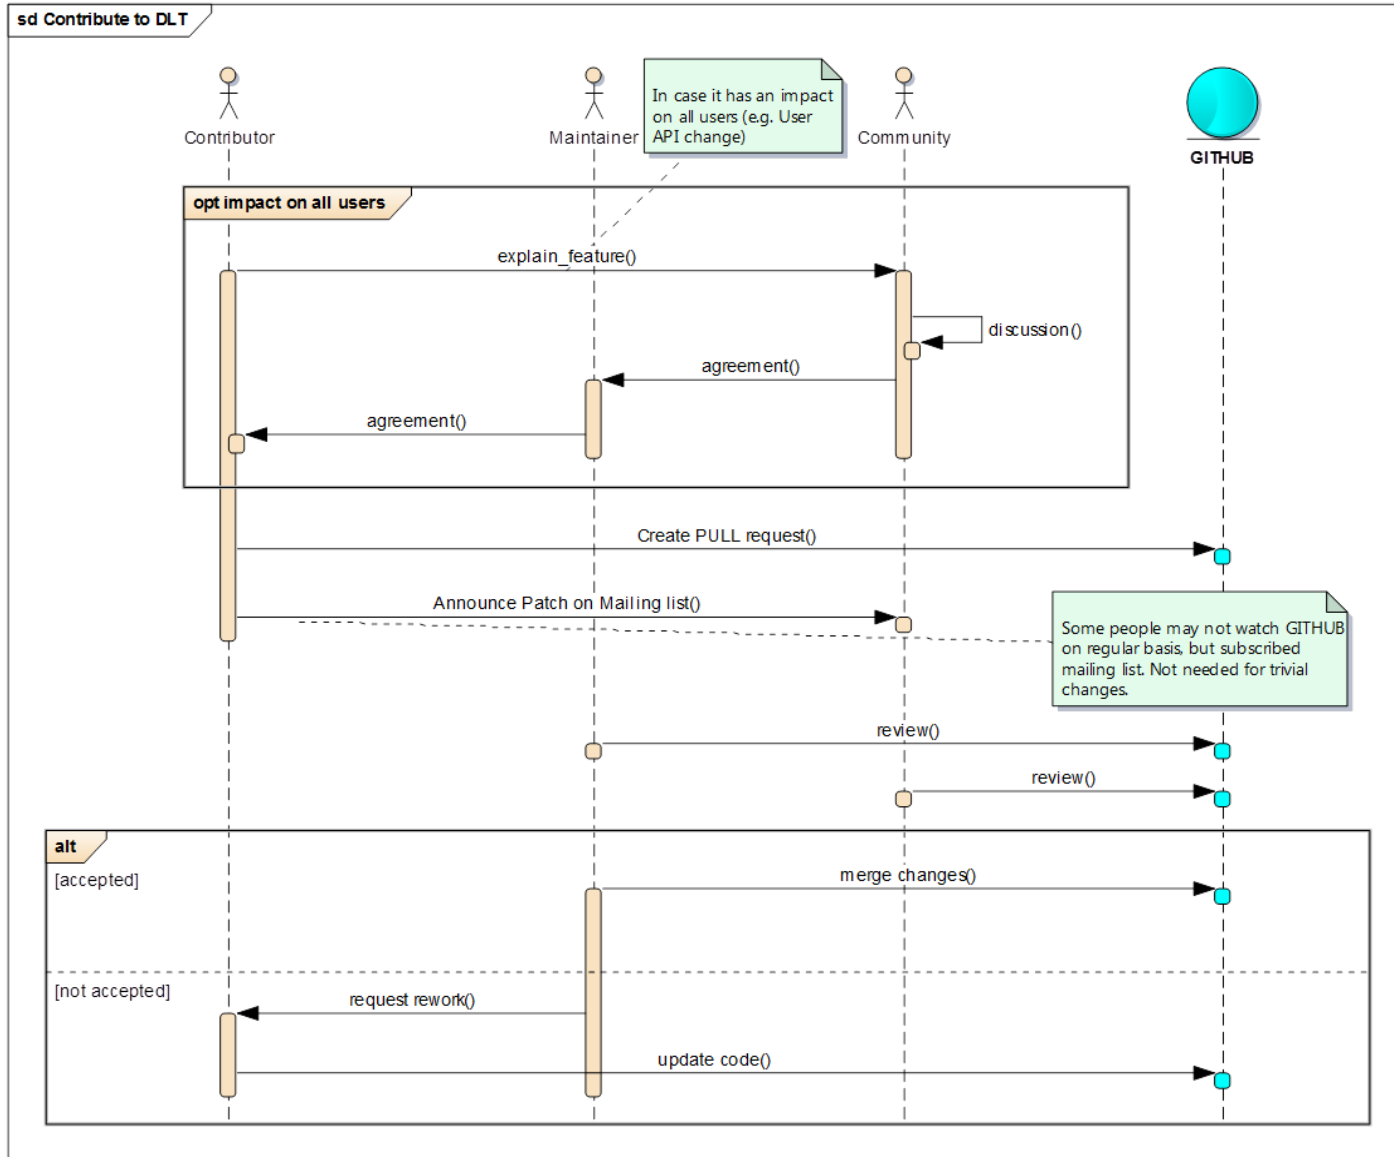 sd Contribute to DLT
In case it has an impact
on all users (e.g. User
API change)
Contributor
Maintainer
Community
GITHUB
opt impact on all users
explain_feature()
discussion()
agreement()
agreement()
Create PULL request()
Announce Patch on Mailing list()
Some people may not watch GITHUB
on regular basis, but subscribed
mailing list. Not needed for trivial
changes.
review()
review()
alt
[accepted]
merge changes()
[not accepted]
request rework()
update code()